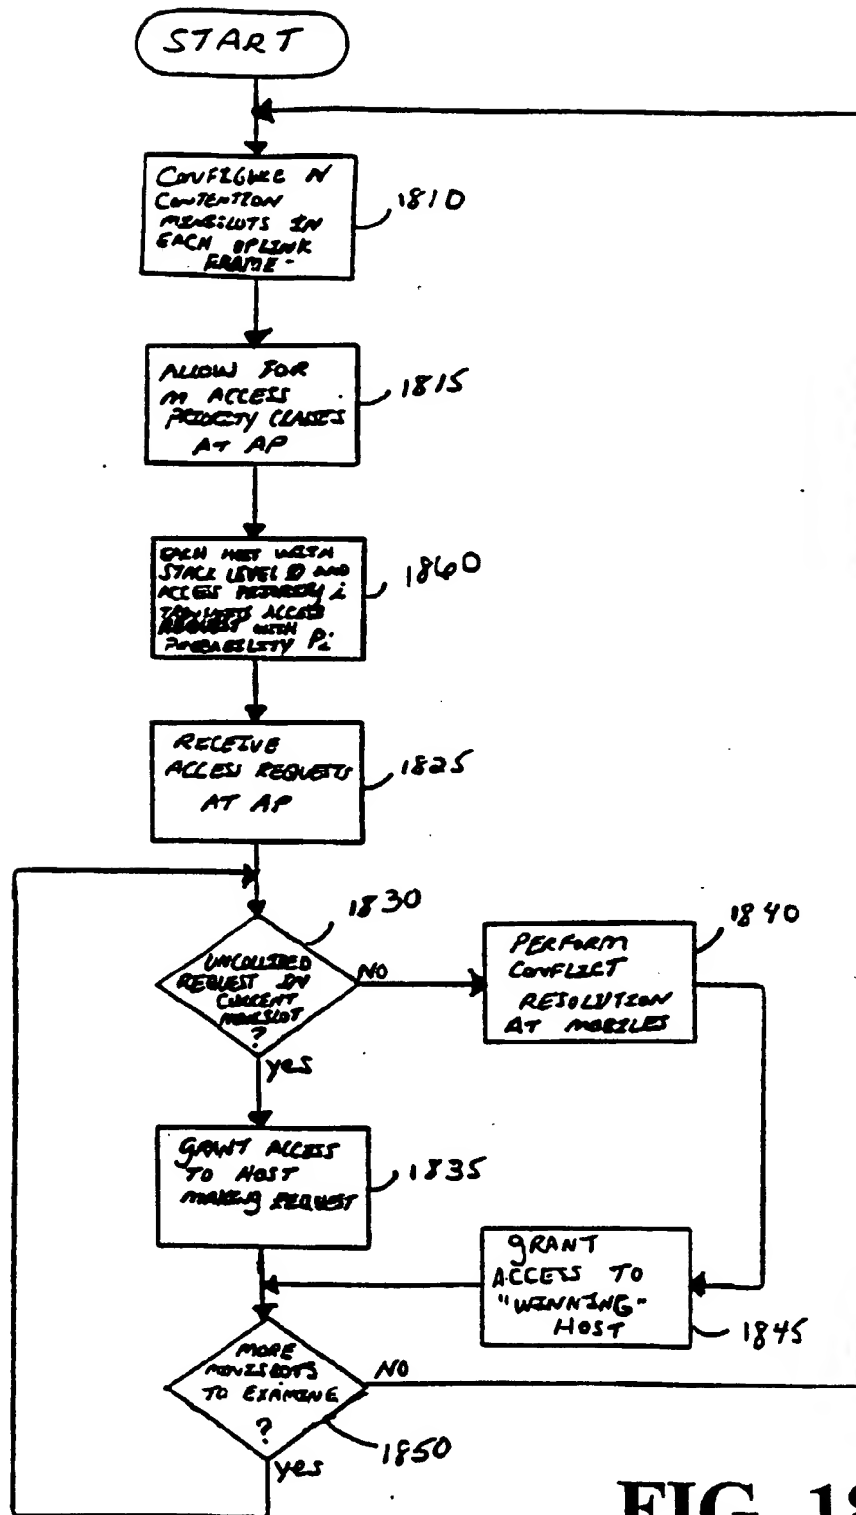 START
CONFIGURE N
CONTENTION
MINISLOTS IN
EACH UPLINK
FRAME
1810
ALLOW FOR
M ACCESS
PRIORITY CLASSES
AT AP
1815
EACH HOST WITH
STACK LEVEL 0 AND
ACCESS PRIORITY i
TRANSMITS ACCESS
REQUEST WITH
PROBABILITY Pi
1860
RECEIVE
ACCESS REQUESTS
AT AP
1825
1830
UNCOLLIDED
REQUEST IN
CURRENT
MINISLOT
?
NO
yes
1840
PERFORM
CONFLICT
RESOLUTION
AT MOBILES
GRANT ACCESS
TO HOST
MAKING REQUEST
1835
GRANT
ACCESS TO
"WINNING"
HOST
1845
MORE
MINISLOTS
TO EXAMINE
?
NO
yes
1850
FIG. 18